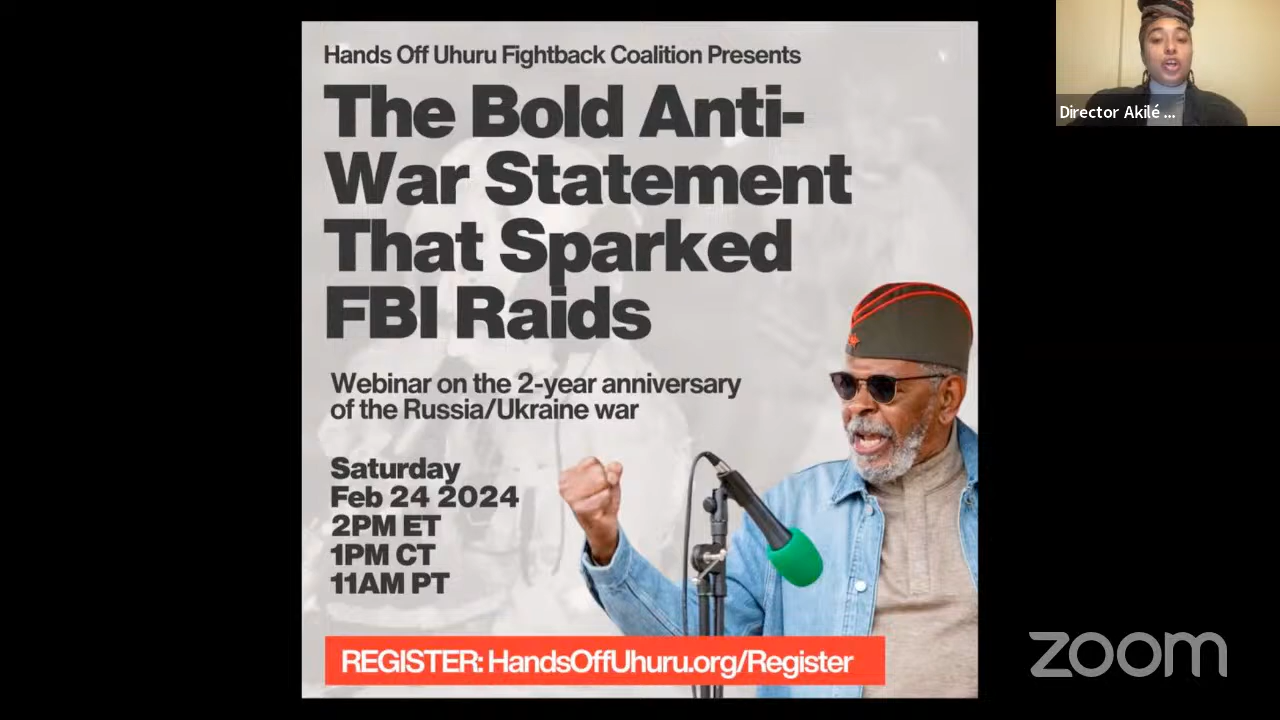 Hands Off Uhuru Fightback Coalition Presents
The Bold Anti-
War Statement
That Sparked
FBI Raids
Webinar on the 2-year anniversary
of the Russia/Ukraine war
Saturday
Feb 24 2024
2PM ET
1PM CT
11AM PT
REGISTER: HandsOffUhuru.org/Register
Director Akilé ...
zoom